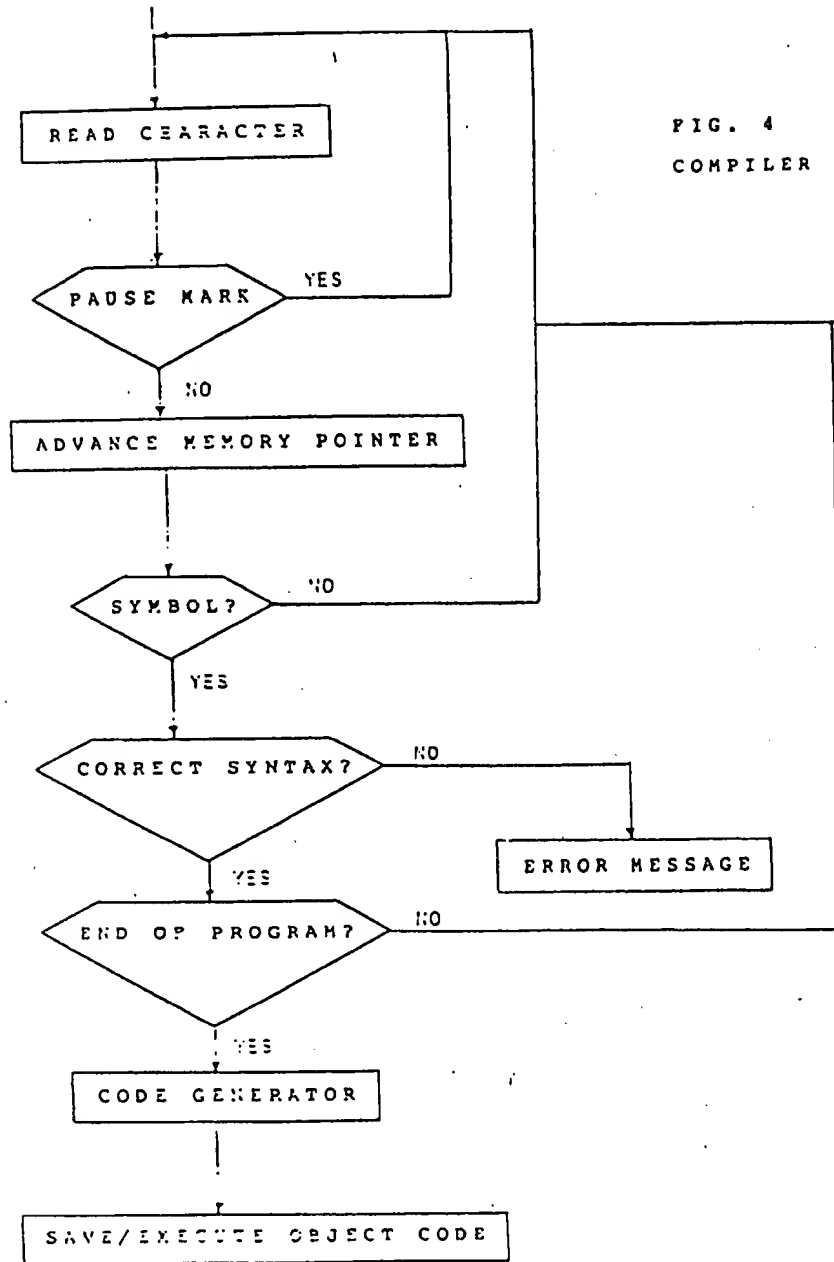 READ CEARACTER
FIG. 4
COMPILER
PAUSE MARK
YES
NO
ADVANCE MEMORY POINTER
SYMBOL?
NO
YES
CORRECT SYNTAX?
NO
ERROR MESSAGE
YES
END OF PROGRAM?
NO
YES
CODE GENERATOR
SAVE/EXECUTE OBJECT CODE